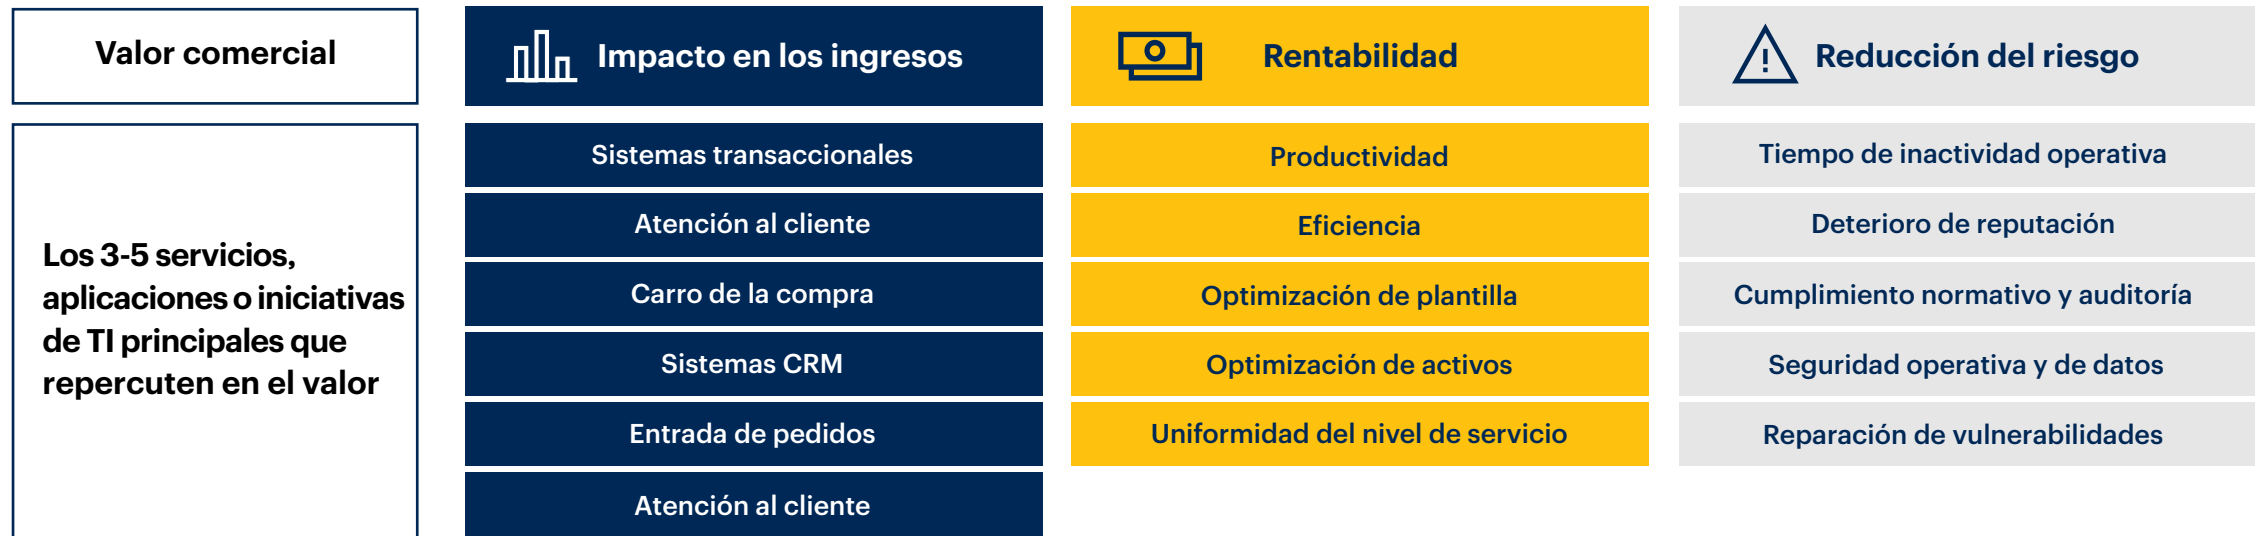 Valor comercial
Impacto en los ingresos
Rentabilidad
Reducción del riesgo
Los 3-5 servicios,
aplicaciones o iniciativas
de TI principales que
repercuten en el valor
Sistemas transaccionales
Atención al cliente
Carro de la compra
Sistemas CRM
Entrada de pedidos
Atención al cliente
Productividad
Eficiencia
Optimización de plantilla
Optimización de activos
Uniformidad del nivel de servicio
Tiempo de inactividad operativa
Deterioro de reputación
Cumplimiento normativo y auditoría
Seguridad operativa y de datos
Reparación de vulnerabilidades